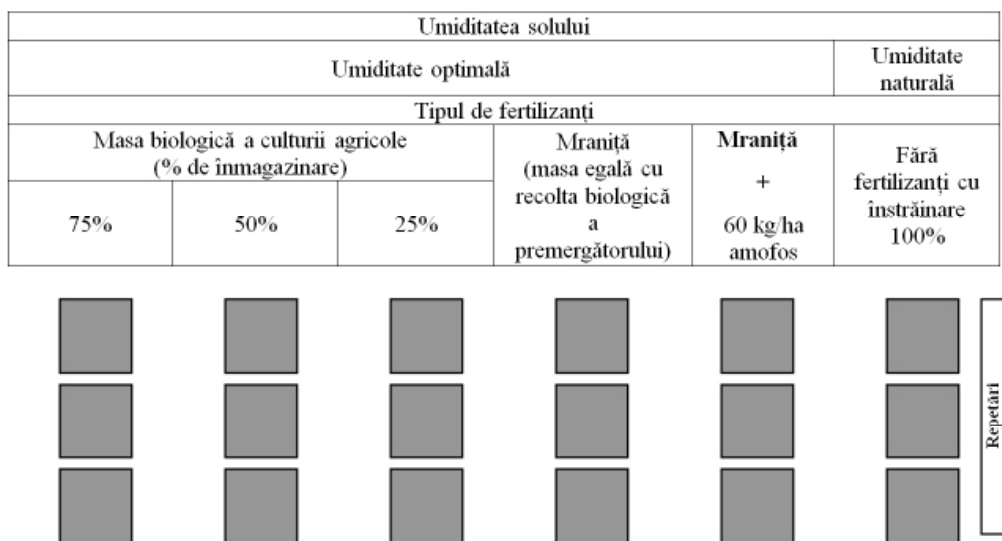 Umiditatea solului
Umiditate optimală
Umiditate
naturală
Tipul de fertilizanți
Masa biologică a culturii agricole
(% de înmagazinare)
75%
50%
25%
Mraniță
(masa egală cu
recolta biologică
a
premergătorului)
Mraniță
+
60 kg/ha
amofos
Fără
fertilizanți cu
înstrăinare
100%
Repetări